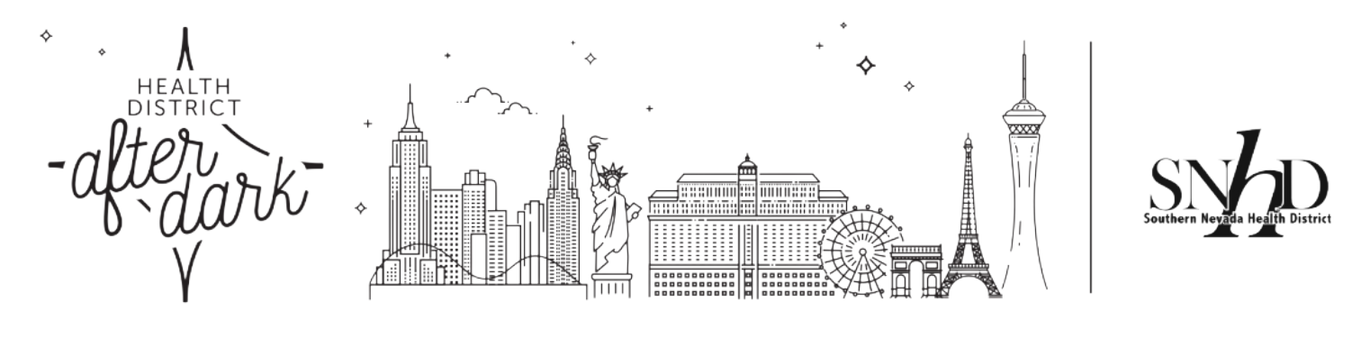 HEALTH
DISTRICT
after
dark
SNhD
Southern Nevada Health District